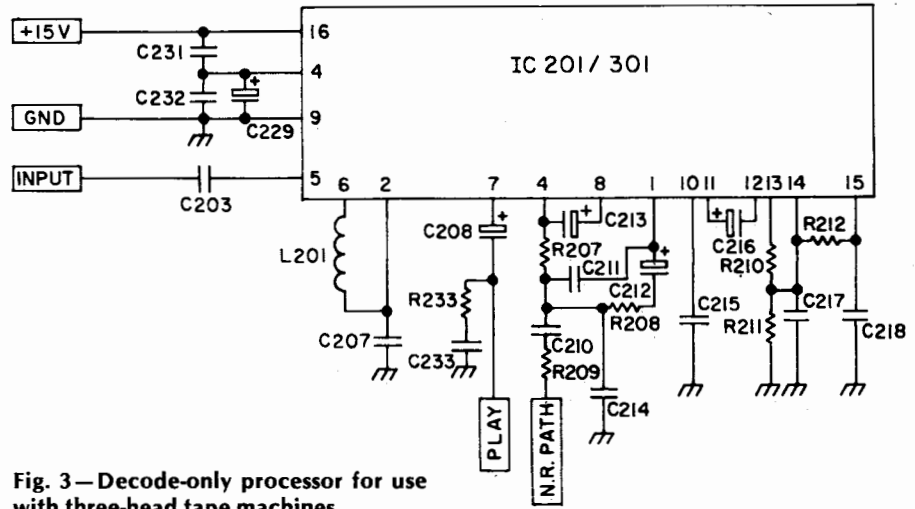 +15V
C231
16
IC 201/ 301
4
C232
C229
GND
9
INPUT
C203
5
6 2 7 4 8 1 10 11 12 13 14 15
L201
C207
C208
R233
C233
PLAY
C213
R207
C211
C212
R208
C210
R209
C214
N.R. PATH
C215
C216
R210
R211
R212
C217
C218
Fig. 3—Decode-only processor for use
with three-head tape machines